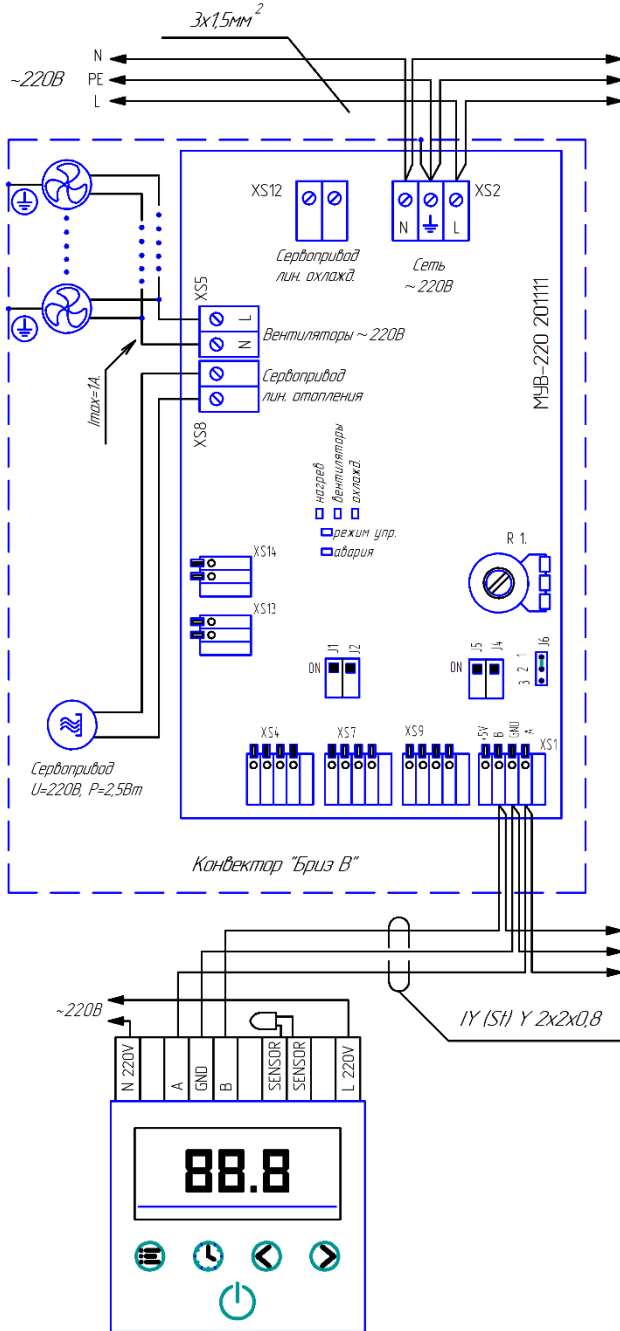 3x1,5мм²
N
~220В PE
L
XS12
XS2
N
L
Сервопривод
лин. охлажд.
Сеть
~ 220В
XS5
L
N
Вентиляторы ~ 220В
Сервопривод
лин. отопления
XS8
Imax=1А.
МУВ-220 201111
нагрев
вентиляторы
охлажд.
режим упр.
авария
R 1.
XS14
XS13
ON
J1
J2
ON
J5
J4
J6
3 2 1
XS4
XS7
XS9
+5V
B
GND
A
XS1
Сервопривод
U=220В, P=2,5Вт
Конвектор "Бриз В"
~220В
IY (St) Y 2x2x0,8
N 220V
A
GND
B
SENSOR
SENSOR
L 220V
88.8